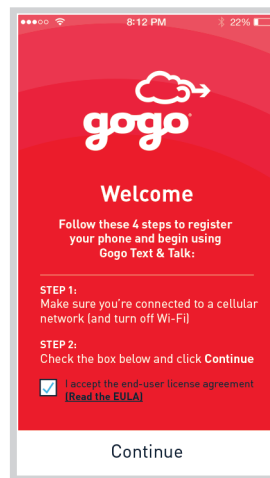 8:12 PM
22%
gogo
Welcome
Follow these 4 steps to register
your phone and begin using
Gogo Text & Talk:
STEP 1:
Make sure you're connected to a cellular
network (and turn off Wi-Fi)
STEP 2:
Check the box below and click Continue
I accept the end-user license agreement
(Read the EULA)
Continue